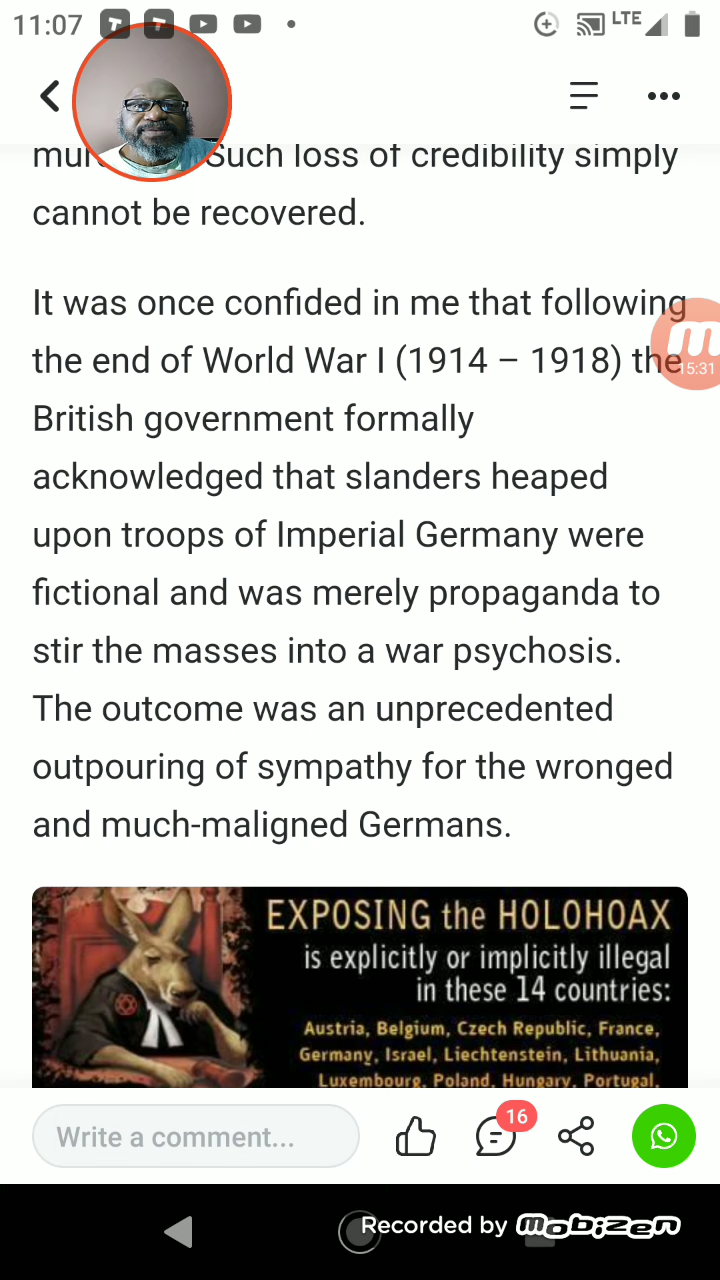 11:07
LTE
Such loss of credibility simply
cannot be recovered.
It was once confided in me that following
the end of World War I (1914 – 1918) the
15:31
British government formally
acknowledged that slanders heaped
upon troops of Imperial Germany were
fictional and was merely propaganda to
stir the masses into a war psychosis.
The outcome was an unprecedented
outpouring of sympathy for the wronged
and much-maligned Germans.
EXPOSING the HOLOHOAX
is explicitly or implicitly illegal
in these 14 countries:
Austria, Belgium, Czech Republic, France,
Germany, Israel, Liechtenstein, Lithuania,
Luxembourg, Poland, Hungary, Portugal,
Write a comment...
16
Recorded by mobizen